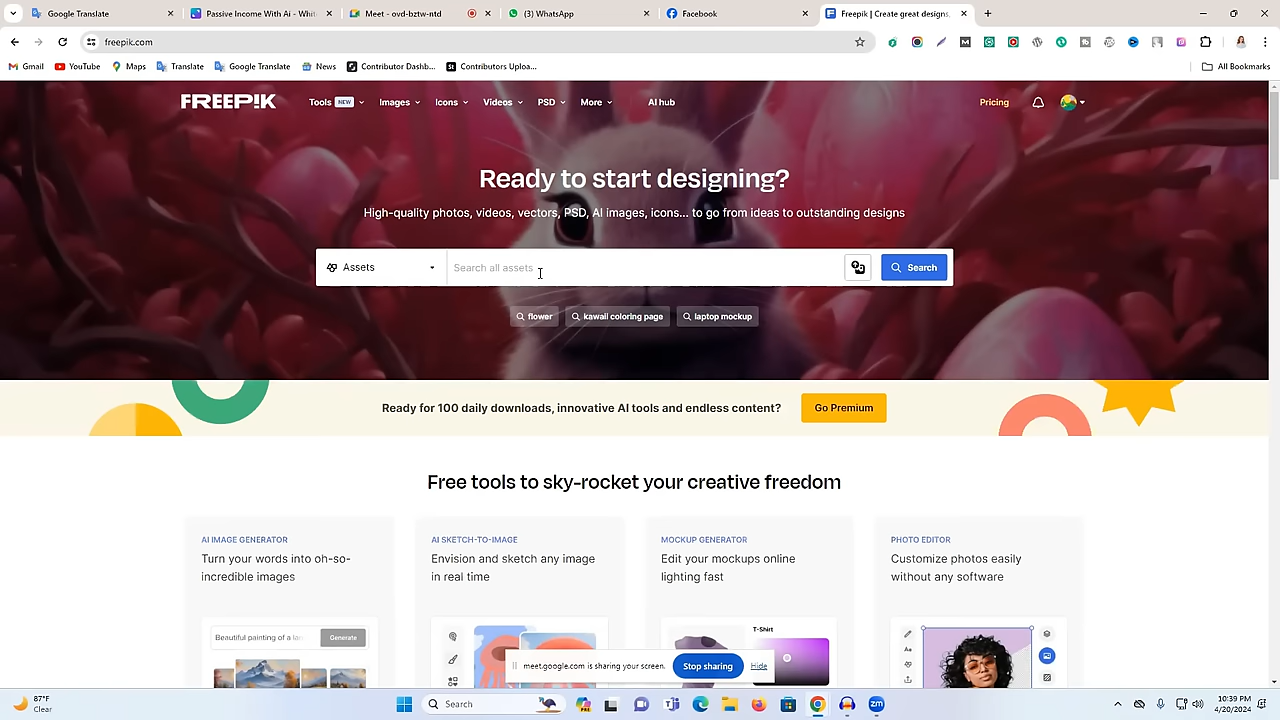 Google Translate
Passive Income With Ai - Whit
Meet - ovd-bztw-ntd
(3) WhatsApp
Facebook
Freepik | Create great designs,
freepik.com
Gmail
YouTube
Maps
Translate
Google Translate
News
Contributor Dashb...
Contributors Uploa...
All Bookmarks
FREEP!K
Tools NEW
Images
Icons
Videos
PSD
More
AI hub
Pricing
Ready to start designing?
High-quality photos, videos, vectors, PSD, AI images, icons... to go from ideas to outstanding designs
Assets
Search all assets
Search
flower
kawaii coloring page
laptop mockup
Ready for 100 daily downloads, innovative AI tools and endless content?
Go Premium
Free tools to sky-rocket your creative freedom
AI IMAGE GENERATOR
Turn your words into oh-so-
incredible images
AI SKETCH-TO-IMAGE
Envision and sketch any image
in real time
MOCKUP GENERATOR
Edit your mockups online
lighting fast
PHOTO EDITOR
Customize photos easily
without any software
Beautiful painting of a la
Generate
T-Shirt
Aa
meet.google.com is sharing your screen.
Stop sharing
Hide
87°F
Clear
Search
zm
10:39 PM
4/20/2024